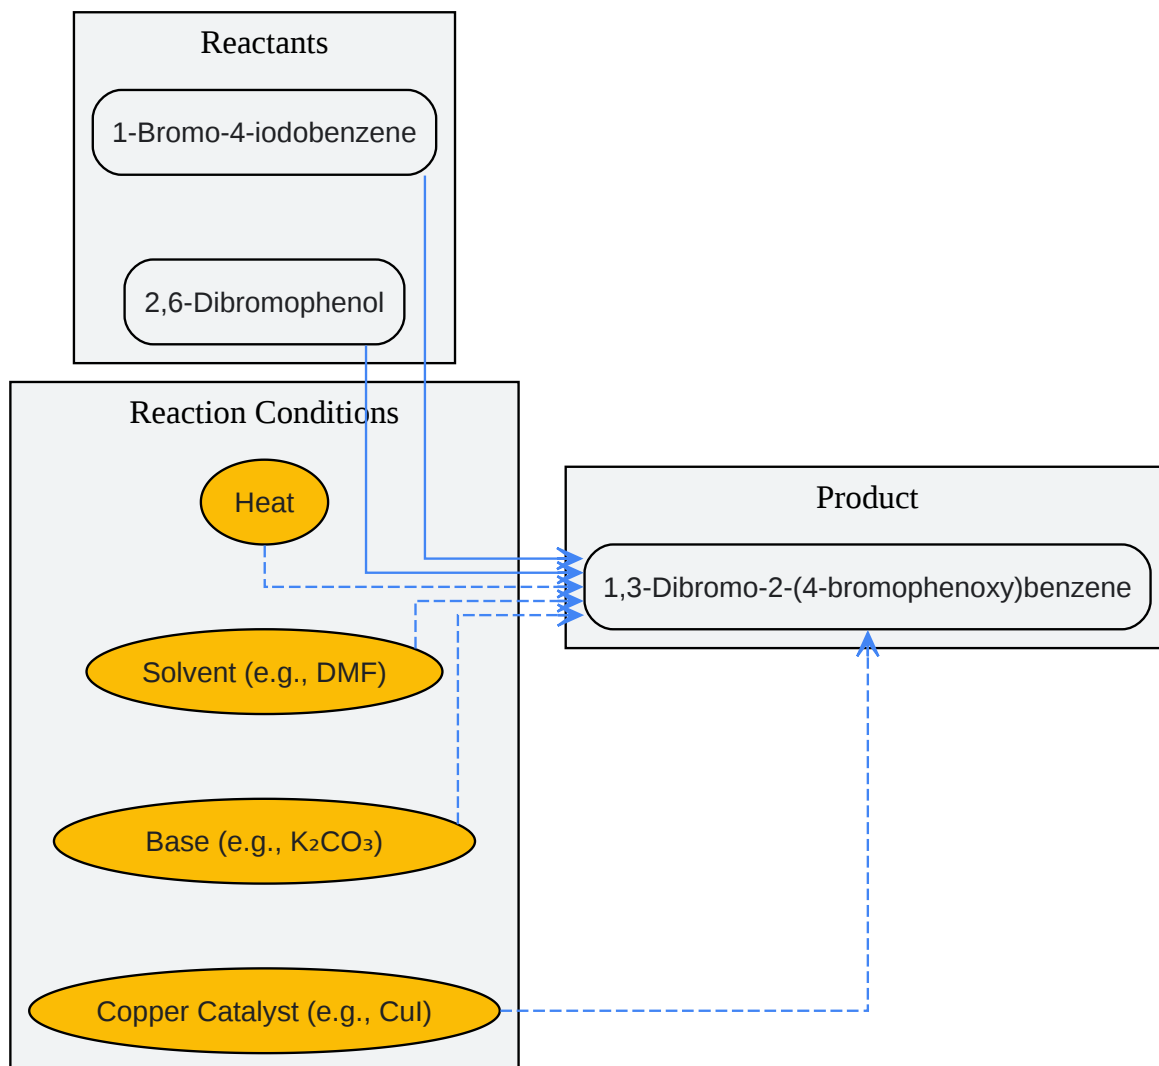 Reactants
1-Bromo-4-iodobenzene
2,6-Dibromophenol
Reaction Conditions
Heat
Solvent (e.g., DMF)
Base (e.g., K₂CO₃)
Copper Catalyst (e.g., CuI)
Product
1,3-Dibromo-2-(4-bromophenoxy)benzene